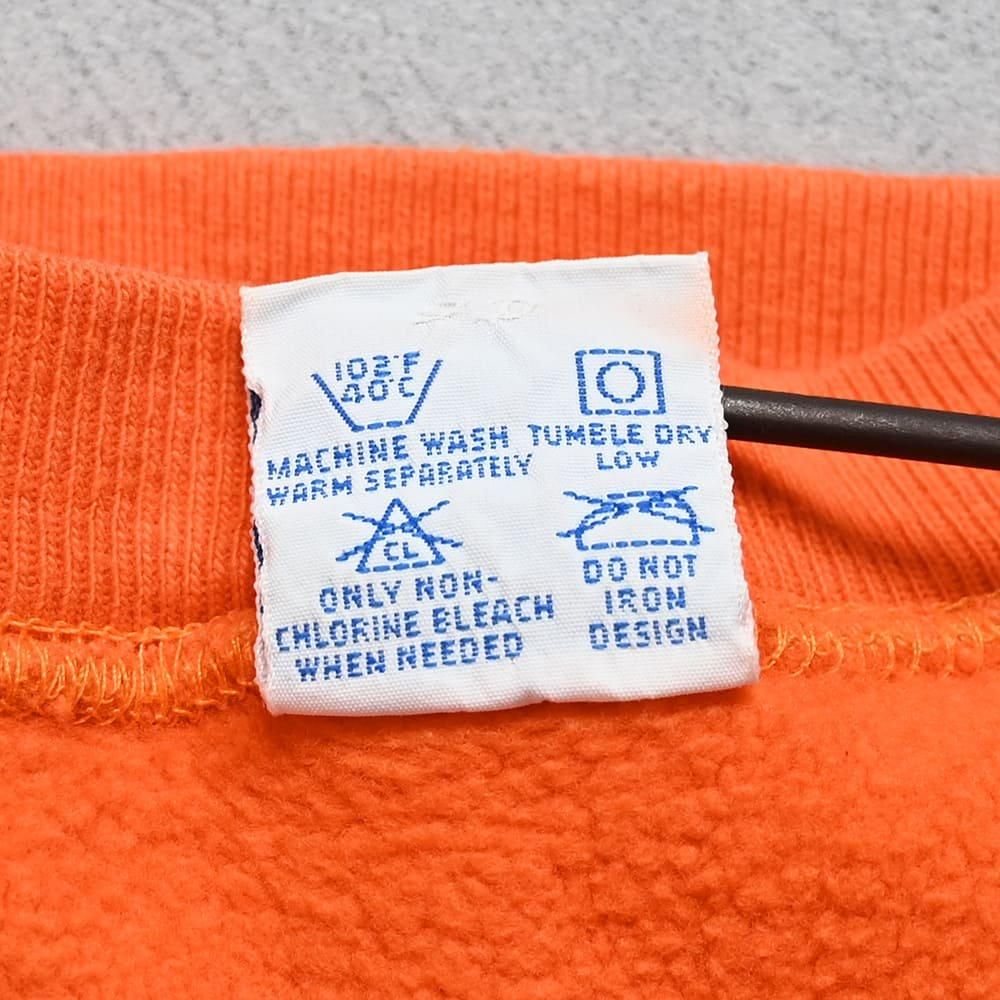 102°F
40°C
MACHINE WASH
WARM SEPARATELY
TUMBLE DRY
LOW
CL
ONLY NON-
CHLORINE BLEACH
WHEN NEEDED
DO NOT
IRON
DESIGN